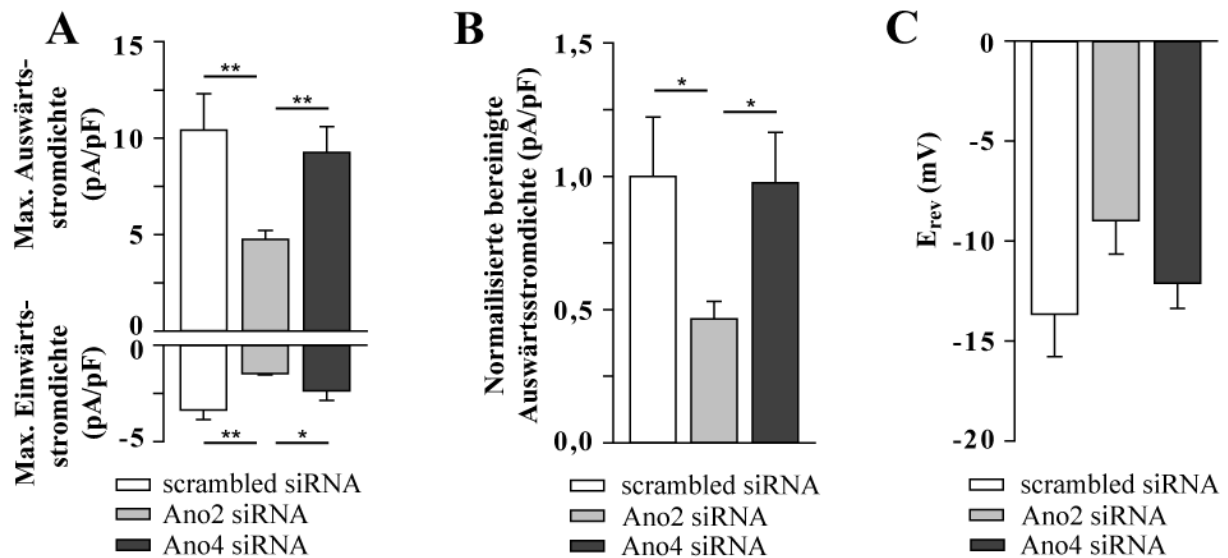 A
Max. Auswärts-
stromdichte
(pA/pF)
15
10
5
0
**
**
Max. Einwärts-
stromdichte
(pA/pF)
0
-5
**
*
scrambled siRNA
Ano2 siRNA
Ano4 siRNA
B
Normailisierte bereinigte
Auswärtsstromdichte (pA/pF)
1,5
1,0
0,5
0,0
*
*
scrambled siRNA
Ano2 siRNA
Ano4 siRNA
C
Erev (mV)
0
-5
-10
-15
-20
scrambled siRNA
Ano2 siRNA
Ano4 siRNA